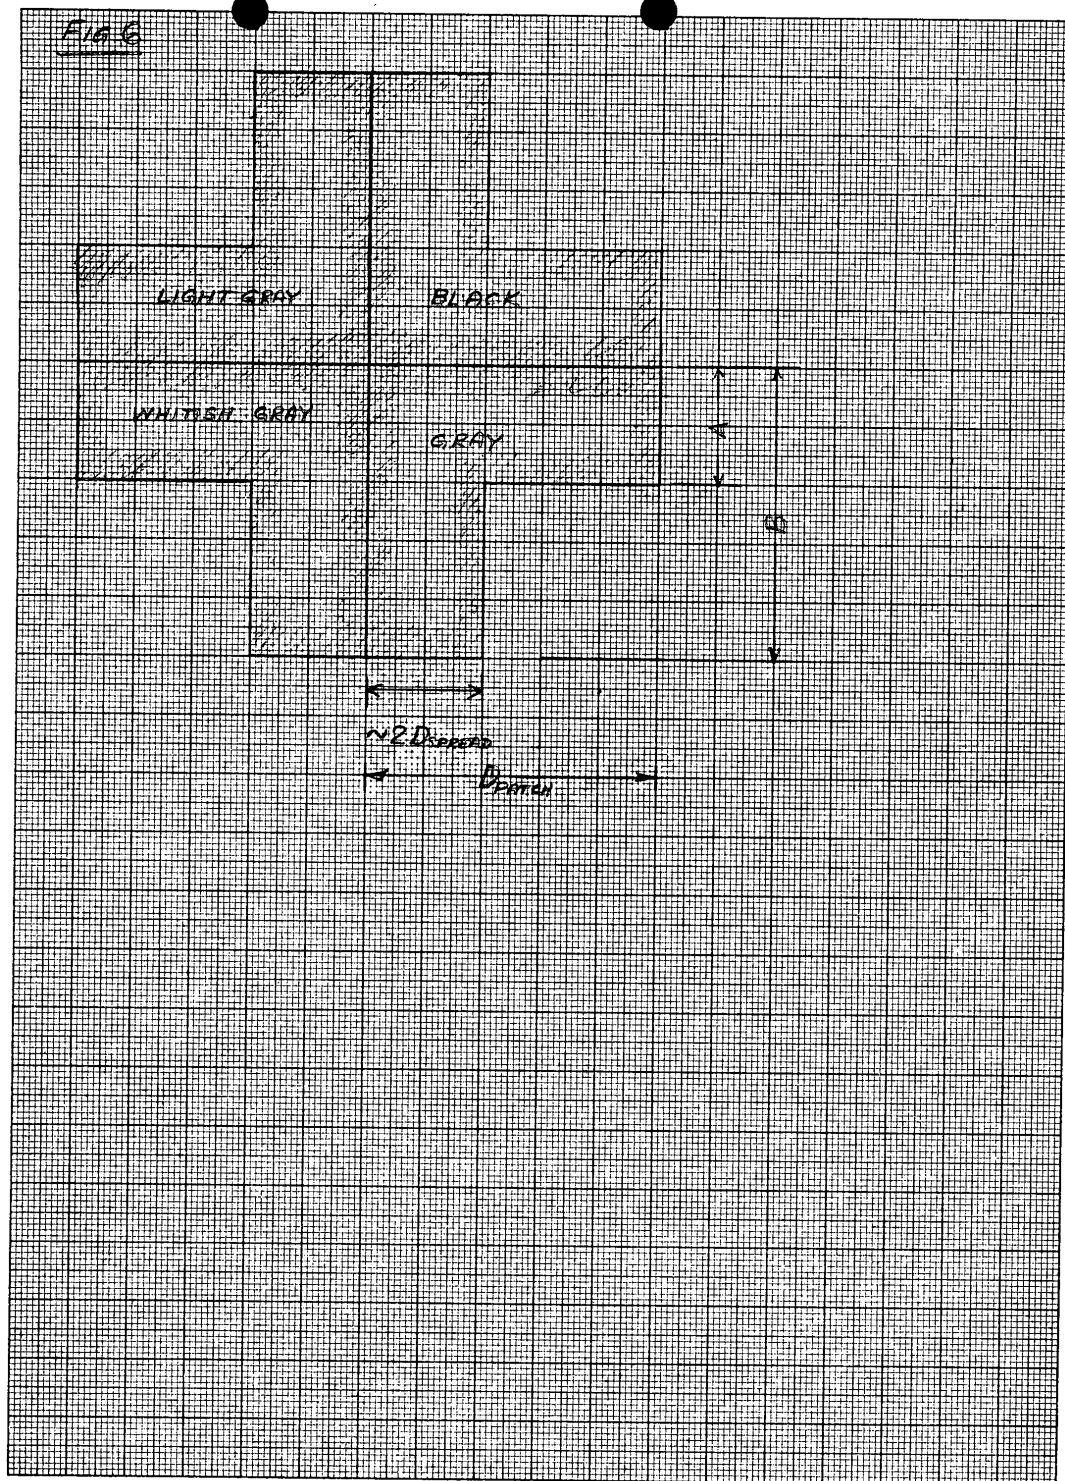 FIG 6
LIGHT GRAY
BLACK
WHITISH GRAY
GRAY
A
B
~2 DSPREAD
DPATCH